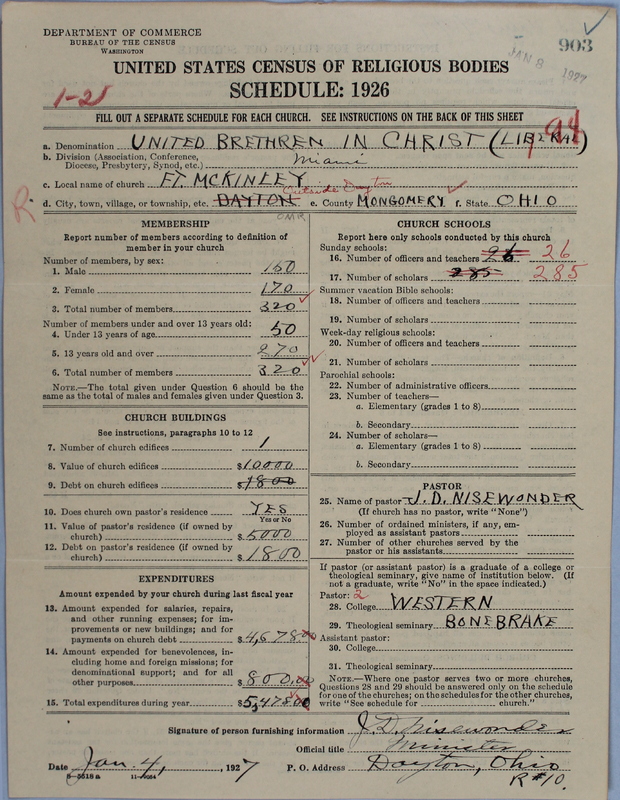 DEPARTMENT OF COMMERCE
BUREAU OF THE CENSUS
WASHINGTON
903
JAN 8 1927
UNITED STATES CENSUS OF RELIGIOUS BODIES
SCHEDULE: 1926
1-2
FILL OUT A SEPARATE SCHEDULE FOR EACH CHURCH. SEE INSTRUCTIONS ON THE BACK OF THIS SHEET
a. Denomination UNITED BRETHREN IN CHRIST (LIBERAL)
b. Division (Association, Conference,
Diocese, Presbytery, Synod, etc.) Miami
c. Local name of church FT. MCKINLEY
Outside Dayton
R
d. City, town, village, or township, etc. DAYTON e. County MONTGOMERY f. State OHIO
OMR
MEMBERSHIP
Report number of members according to definition of
member in your church
Number of members, by sex:
1. Male 150
2. Female 170
3. Total number of members 320
Number of members under and over 13 years old:
4. Under 13 years of age 50
5. 13 years old and over 270
6. Total number of members 320
NOTE.—The total given under Question 6 should be
same as the total of males and females given under Question 3.
CHURCH BUILDINGS
See instructions, paragraphs 10 to 12
7. Number of church edifices 1
8. Value of church edifices $10000
9. Debt on church edifices $1800
10. Does church own pastor's residence YES
Yes or No
11. Value of pastor's residence (if owned by
church) $5000
12. Debt on pastor's residence (if owned by
church) $1800
EXPENDITURES
Amount expended by your church during last fiscal year
13. Amount expended for salaries, repairs,
and other running expenses; for im-
provements or new buildings; and for
payments on church debt $4,678 00
14. Amount expended for benevolences, in-
cluding home and foreign missions; for
denominational support; and for all
other purposes $800.00
15. Total expenditures during year $5,478 00
CHURCH SCHOOLS
Report here only schools conducted by this church
Sunday schools:
16. Number of officers and teachers 26 26
17. Number of scholars 285 285
Summer vacation Bible schools:
18. Number of officers and teachers
19. Number of scholars
Week-day religious schools:
20. Number of officers and teachers
21. Number of scholars
Parochial schools:
22. Number of administrative officers
23. Number of teachers—
a. Elementary (grades 1 to 8)
b. Secondary
24. Number of scholars—
a. Elementary (grades 1 to 8)
b. Secondary
PASTOR
25. Name of pastor J. D. NISEWONDER
(If church has no pastor, write "None")
26. Number of ordained ministers, if any, em-
ployed as assistant pastors
27. Number of other churches served by the
pastor or his assistants
If pastor (or assistant pastor) is a graduate of a college or
theological seminary, give name of institution below. (If
not a graduate, write "No" in the space indicated.)
Pastor: 2
28. College WESTERN
29. Theological seminary BONEBRAKE
Assistant pastor:
30. College
31. Theological seminary
NOTE.—Where one pastor serves two or more churches,
Questions 28 and 29 should be answered only on the schedule
for one of the churches; on the schedules for the other churches,
write "See schedule for church."
Signature of person furnishing information J. D. Nisewonder
Official title Minister
Date Jan. 4, 1927 P. O. Address Dayton, Ohio
R#10.